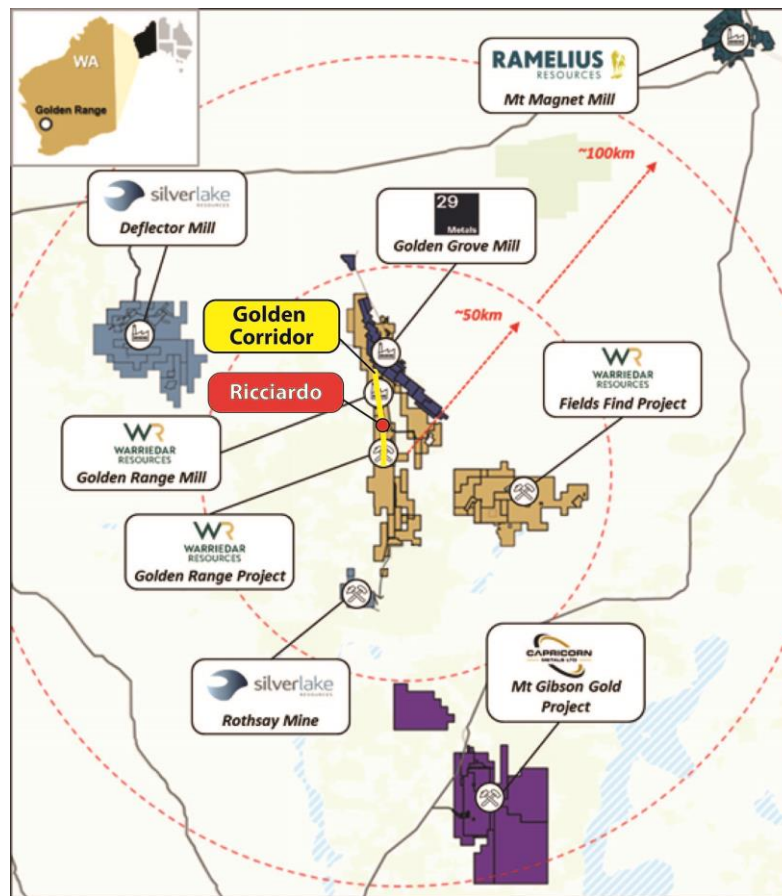 WA
Golden Range
RAMELIUS
RESOURCES
Mt Magnet Mill
~100km
silverlake
RESOURCES
Deflector Mill
29
Metals
Golden Grove Mill
Golden
Corridor
~50km
Ricciardo
WR
WARRIEDAR
RESOURCES
Fields Find Project
WR
WARRIEDAR
RESOURCES
Golden Range Mill
WR
WARRIEDAR
RESOURCES
Golden Range Project
silverlake
RESOURCES
Rothsay Mine
CAPRICORN
METALS LTD
Mt Gibson Gold
Project